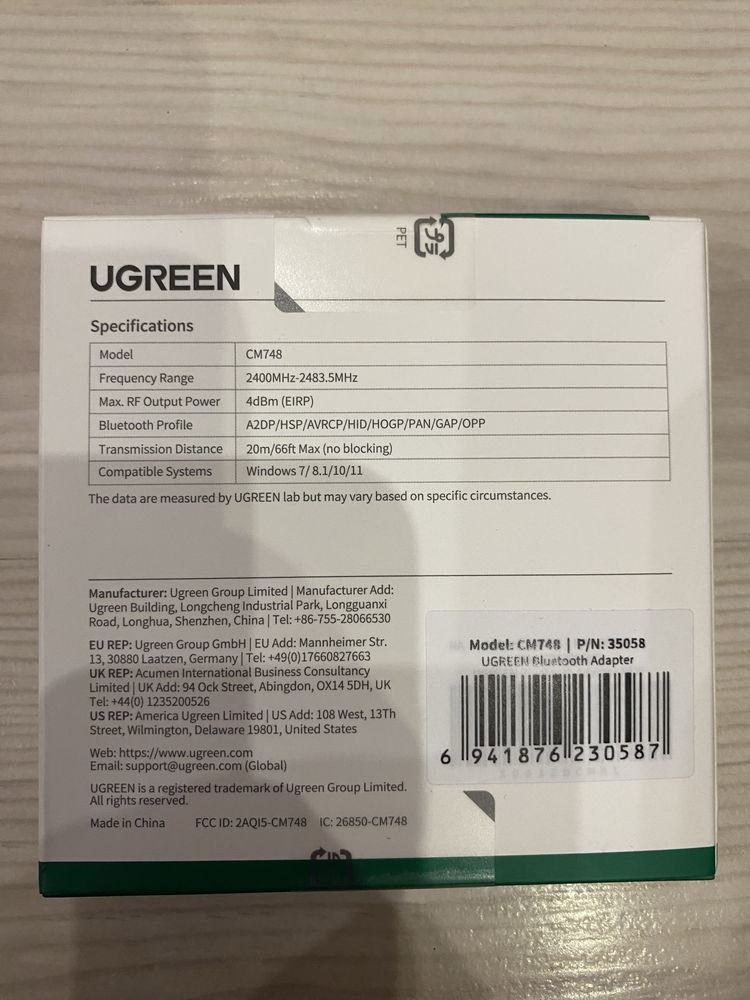 PET
UGREEN
Specifications
Model CM748
Frequency Range 2400MHz-2483.5MHz
Max. RF Output Power 4dBm (EIRP)
Bluetooth Profile A2DP/HSP/AVRCP/HID/HOGP/PAN/GAP/OPP
Transmission Distance 20m/66ft Max (no blocking)
Compatible Systems Windows 7/ 8.1/10/11
The data are measured by UGREEN lab but may vary based on specific circumstances.
Manufacturer: Ugreen Group Limited | Manufacturer Add:
Ugreen Building, Longcheng Industrial Park, Longguanxi
Road, Longhua, Shenzhen, China | Tel: +86-755-28066530
EU REP: Ugreen Group GmbH | EU Add: Mannheimer Str.
13, 30880 Laatzen, Germany | Tel: +49(0)17660827663
UK REP: Acumen International Business Consultancy
Limited | UK Add: 94 Ock Street, Abingdon, OX14 5DH, UK
Tel: +44(0) 1235200526
US REP: America Ugreen Limited | US Add: 108 West, 13Th
Street, Wilmington, Delaware 19801, United States
Web: https://www.ugreen.com
Email: support@ugreen.com (Global)
UGREEN is a registered trademark of Ugreen Group Limited.
All rights reserved.
Made in China FCC ID: 2AQI5-CM748 IC: 26850-CM748
Model: CM748 | P/N: 35058
UGREEN Bluetooth Adapter
6 941876 230587